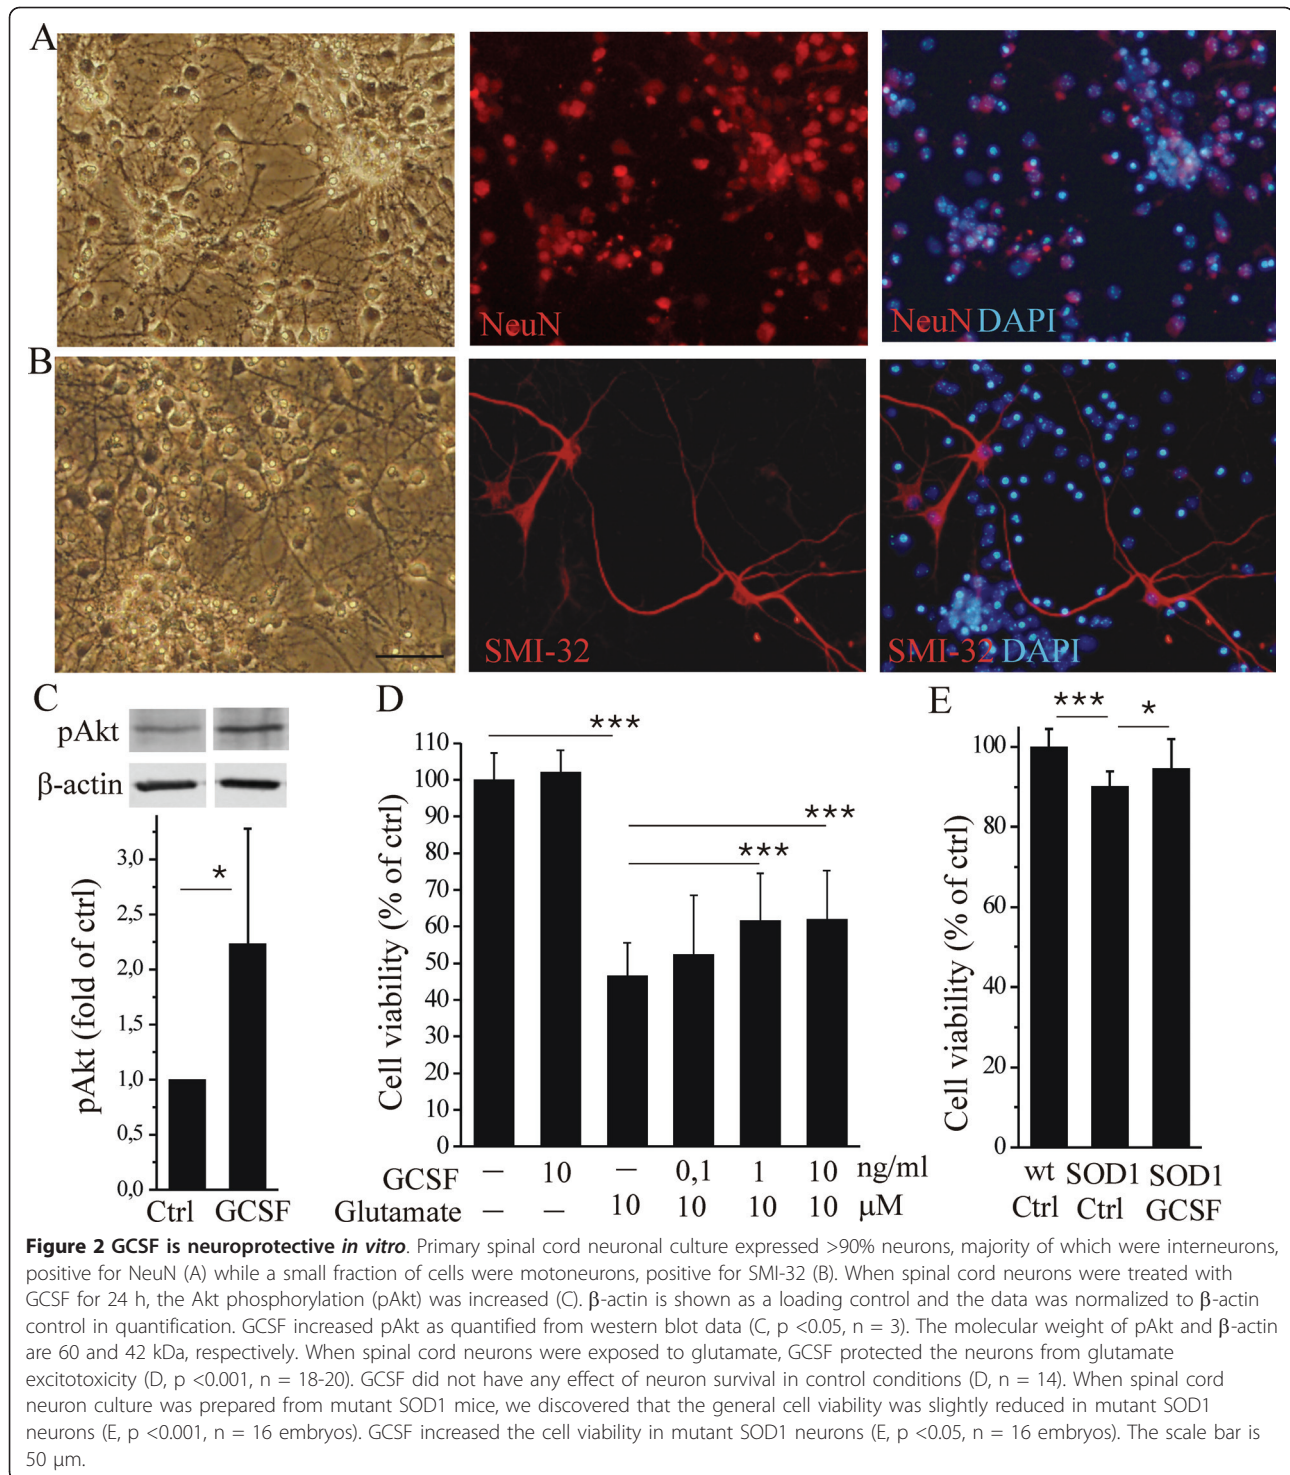 A
NeuN
NeuN DAPI
B
SMI-32
SMI-32 DAPI
C
pAkt
β-actin
pAkt (fold of ctrl)
3,0
2,5
2,0
1,5
1,0
0,5
0,0
*
Ctrl GCSF
D
Cell viability (% of ctrl)
110
100
90
80
70
60
50
40
30
20
10
0
***
***
***
GCSF – 10 – 0,1 1 10 ng/ml
Glutamate – – 10 10 10 10 μM
E
Cell viability (% of ctrl)
100
80
60
40
20
0
*** *
wt SOD1 SOD1
Ctrl Ctrl GCSF
Figure 2 GCSF is neuroprotective in vitro. Primary spinal cord neuronal culture expressed >90% neurons, majority of which were interneurons,
positive for NeuN (A) while a small fraction of cells were motoneurons, positive for SMI-32 (B). When spinal cord neurons were treated with
GCSF for 24 h, the Akt phosphorylation (pAkt) was increased (C). β-actin is shown as a loading control and the data was normalized to β-actin
control in quantification. GCSF increased pAkt as quantified from western blot data (C, p <0.05, n = 3). The molecular weight of pAkt and β-actin
are 60 and 42 kDa, respectively. When spinal cord neurons were exposed to glutamate, GCSF protected the neurons from glutamate
excitotoxicity (D, p <0.001, n = 18-20). GCSF did not have any effect of neuron survival in control conditions (D, n = 14). When spinal cord
neuron culture was prepared from mutant SOD1 mice, we discovered that the general cell viability was slightly reduced in mutant SOD1
neurons (E, p <0.001, n = 16 embryos). GCSF increased the cell viability in mutant SOD1 neurons (E, p <0.05, n = 16 embryos). The scale bar is
50 μm.